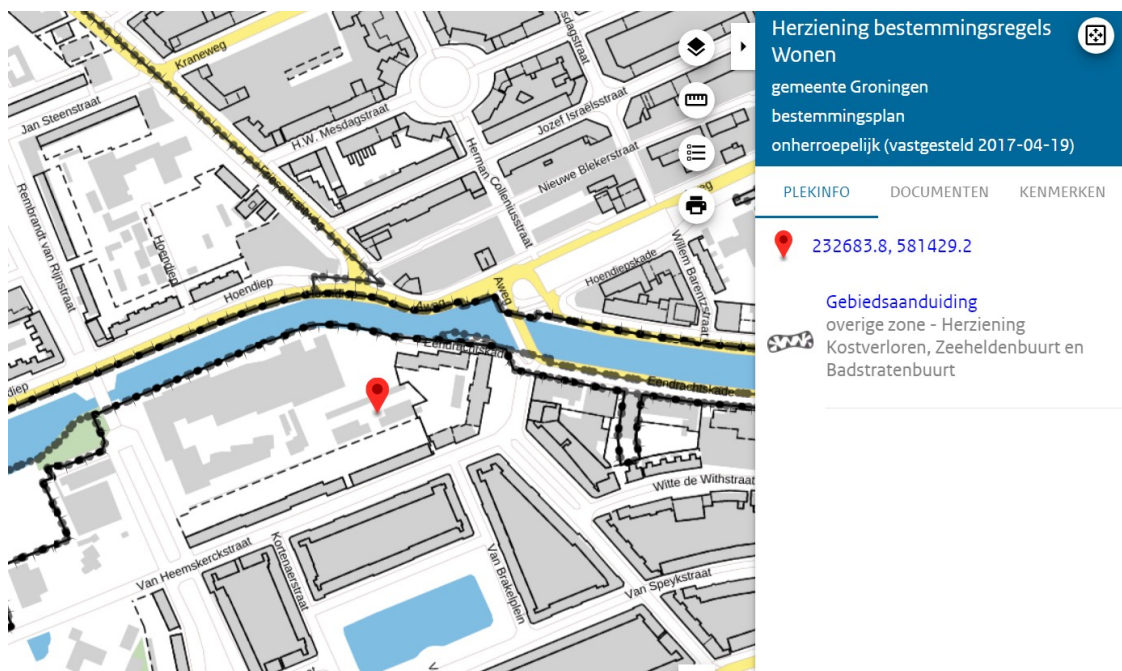 Kraneweg
Jan Steenstraat
H.W. Mesdagstraat
Jozef Israëlsstraat
Nieuwe Blekerstraat
Herman Colleniusstraat
Rembrandt van Rijnstraat
Hoendiep
Hoendiep
Hoendiepskade
Willem Barentzstraat
Aweg
Aweg
Eendrachtskade
Eendrachtskade
Witte de Withstraat
Van Heemskerckstraat
Kortenaerstraat
Van Brakelplein
Van Speykstraat
Herziening bestemmingsregels
Wonen
gemeente Groningen
bestemmingsplan
onherroepelijk (vastgesteld 2017-04-19)
PLEKINFO DOCUMENTEN KENMERKEN
232683.8, 581429.2
Gebiedsaanduiding
overige zone - Herziening
Kostverloren, Zeeheldenbuurt en
Badstratenbuurt